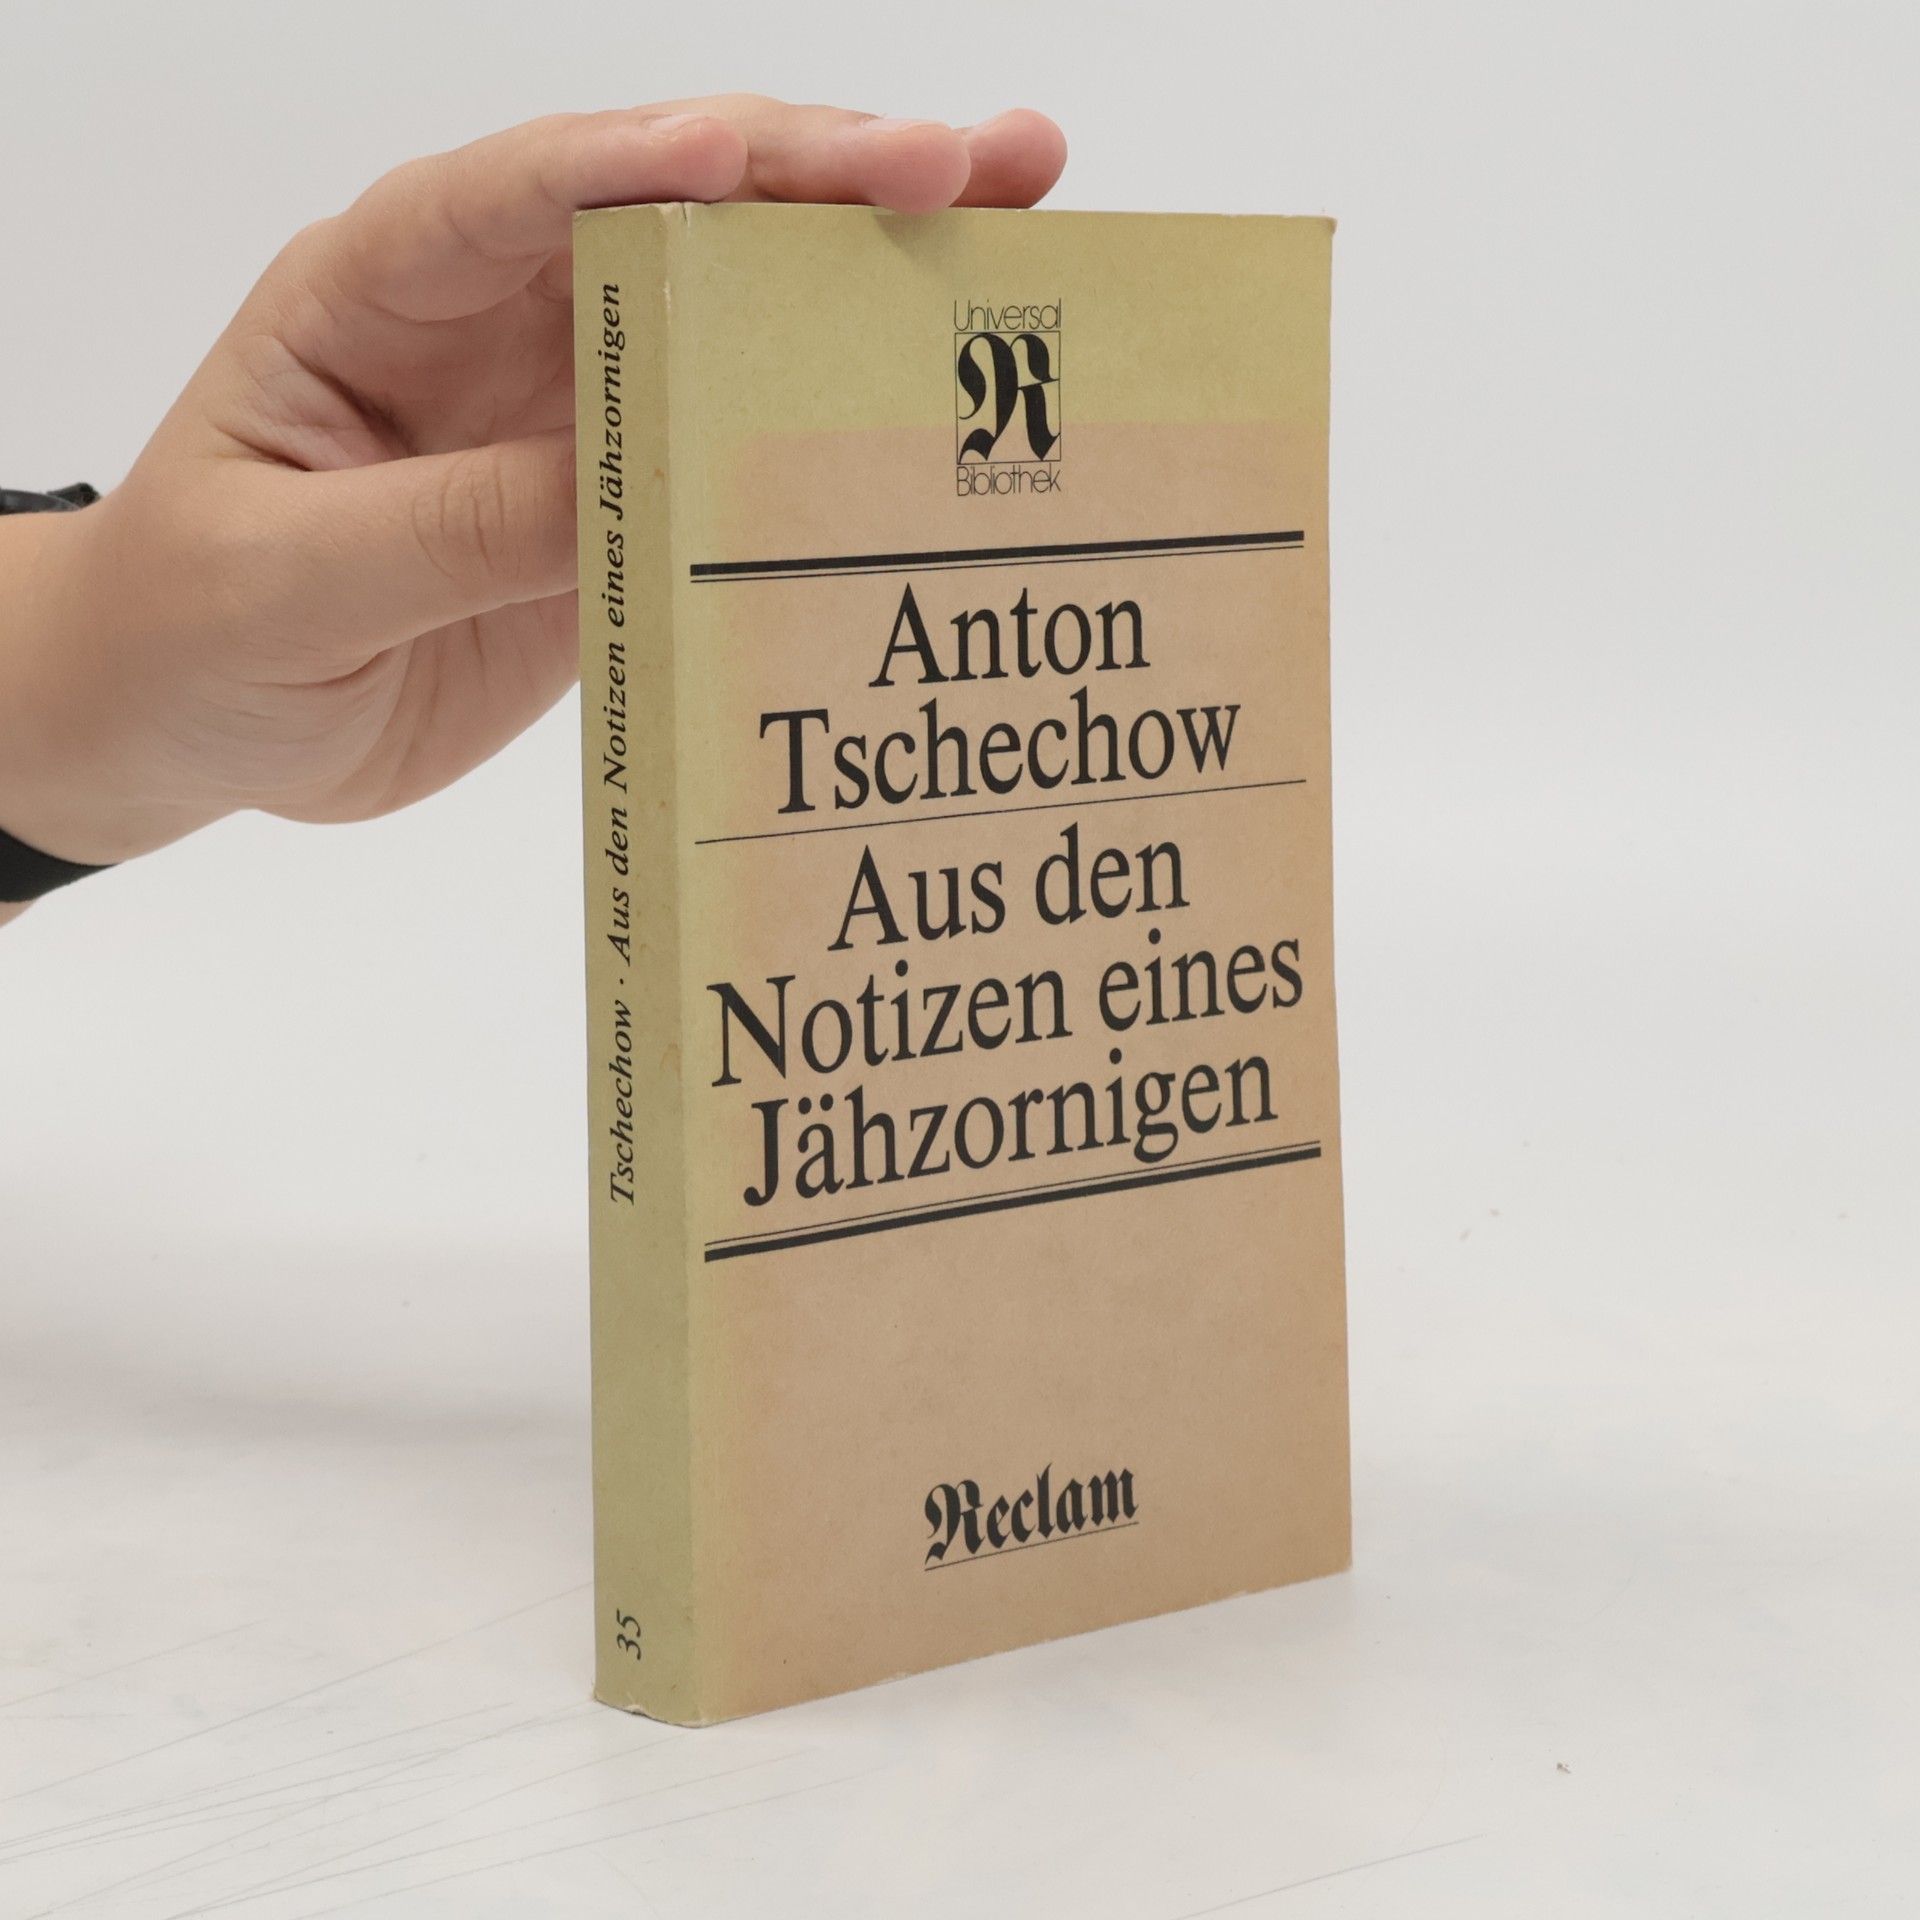 Universal
R
Bibliothek
Anton
Tschechow
Aus den
Notizen eines
Jähzornigen
Reclam
Tschechow · Aus den Notizen eines Jähzornigen
35